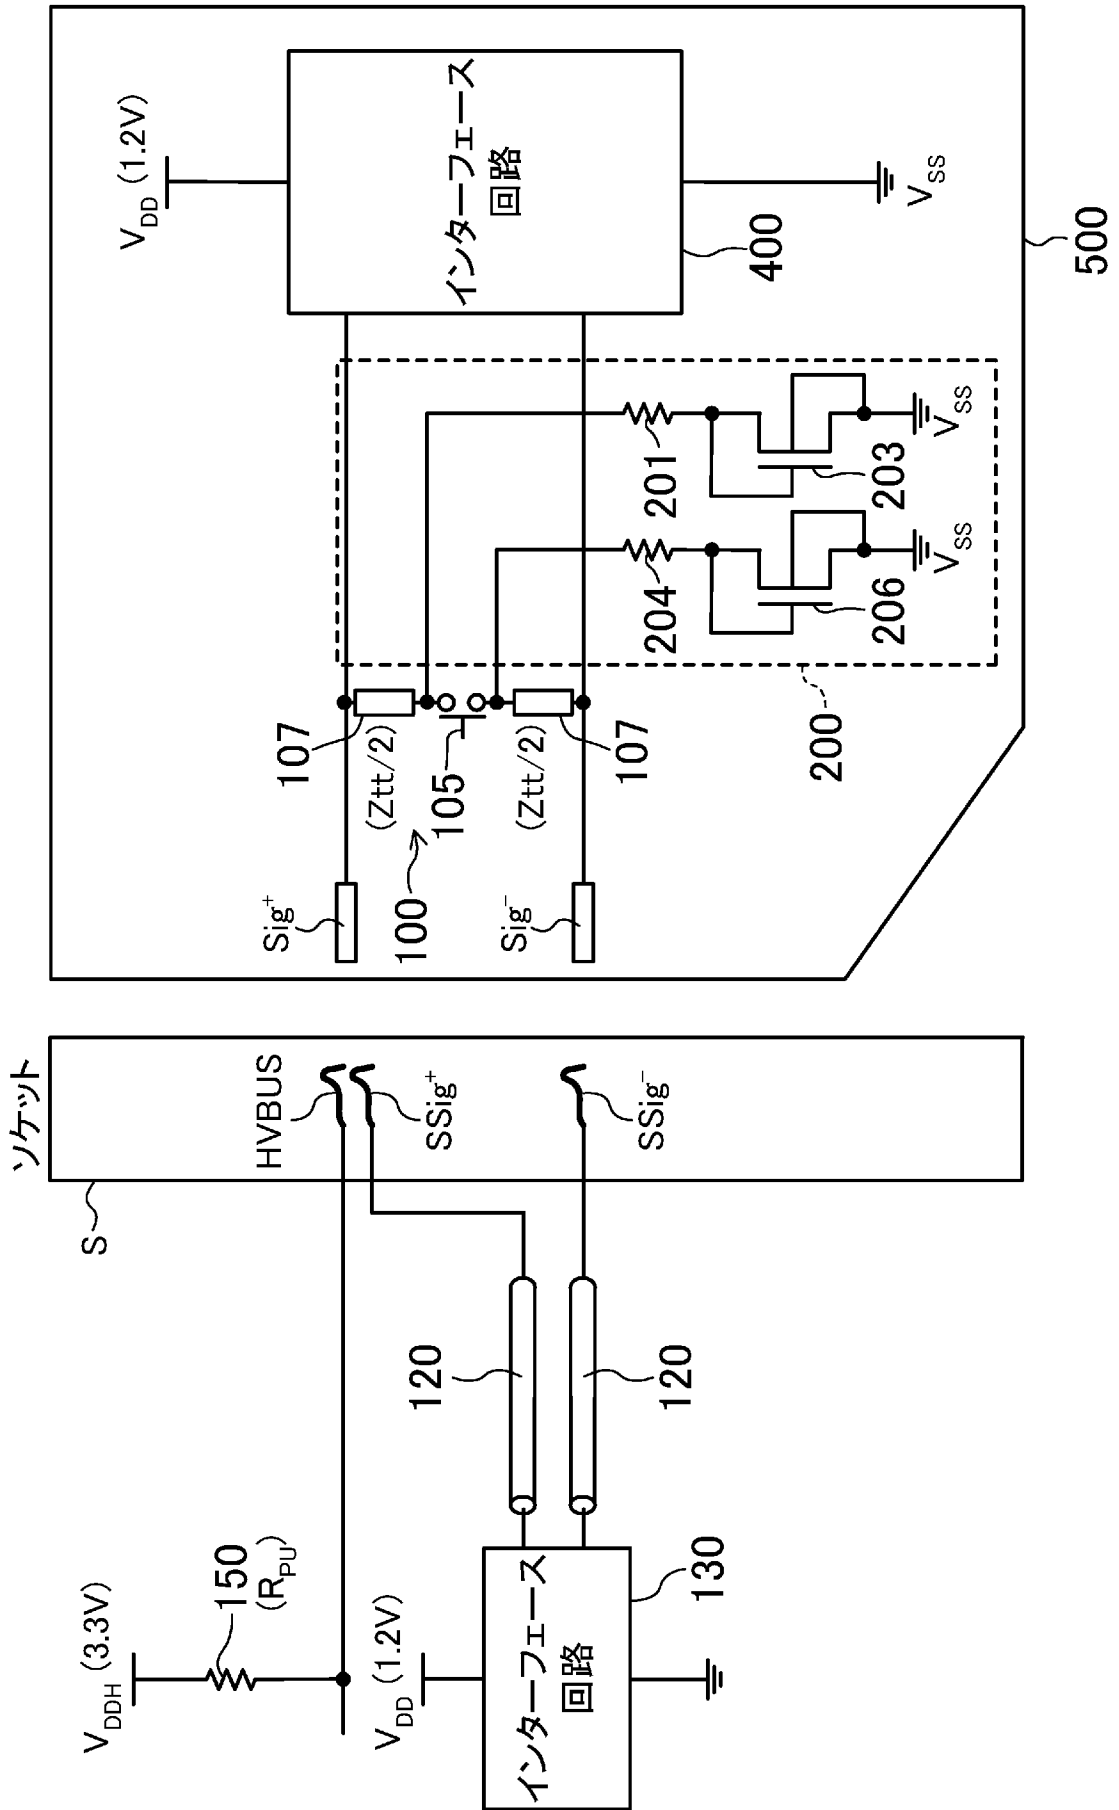 V_DDH (3.3V)
150
(R_PU)
V_DD (1.2V)
インターフェース
回路
130
120
120
ソケット
S
HVBUS
SSig⁺
SSig⁻
Sig⁺
Sig⁻
100
107
(Ztt/2)
105
(Ztt/2)
107
200
201
203
V_SS
204
206
V_SS
V_DD (1.2V)
インターフェース
回路
400
V_SS
500